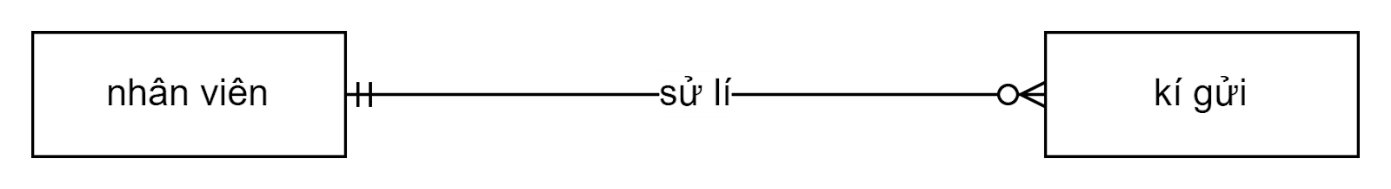 nhân viên
sử lí
kí gửi